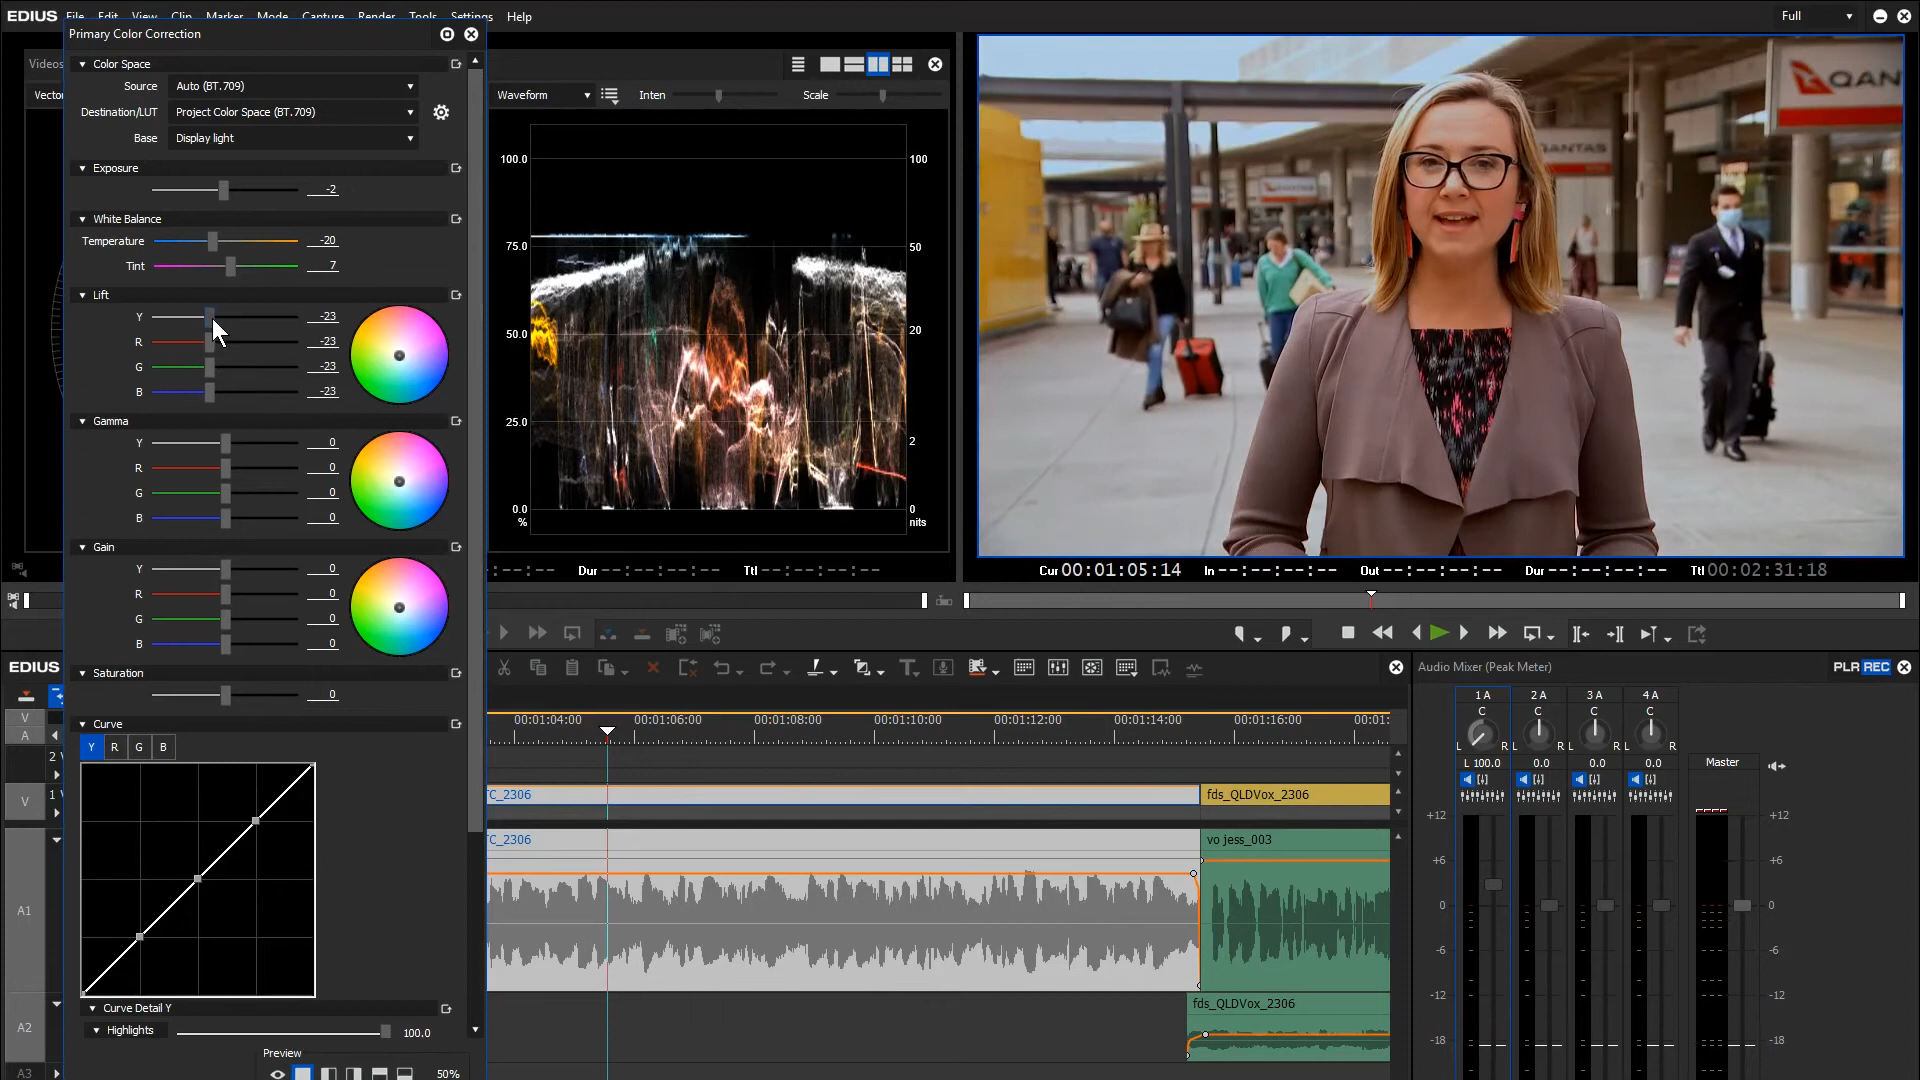 EDIUS File Edit View Clip Marker Mode Capture Render Tools Settings Help
Full
Primary Color Correction
Color Space
Source Auto (BT.709)
Destination/LUT Project Color Space (BT.709)
Base Display light
Exposure
-2
White Balance
Temperature -20
Tint 7
Lift
Y -23
R -23
G -23
B -23
Gamma
Y 0
R 0
G 0
B 0
Gain
Y 0
R 0
G 0
B 0
Saturation
0
Curve
Y R G B
Curve Detail Y
Highlights 100.0
Preview
50%
Videos
Vector
Waveform Inten Scale
100.0 100
75.0 50
50.0 20
25.0 2
0.0 0
% nits
QAN
QANTAS
QANTAS
--:-- Dur --:--:--:-- Ttl --:--:--:--
Cur 00:01:05:14 In --:--:--:-- Out --:--:--:-- Dur --:--:--:-- Ttl 00:02:31:18
EDIUS
00:01:04:00 00:01:06:00 00:01:08:00 00:01:10:00 00:01:12:00 00:01:14:00 00:01:16:00 00:01:
V
A
2 V
V 1 V
A1
A2
A3
TC_2306 fds_QLDVox_2306
TC_2306 vo jess_003
fds_QLDVox_2306
Audio Mixer (Peak Meter) PLR REC
1 A 2 A 3 A 4 A
C C C C
L R L R L R L R
L 100.0 0.0 0.0 0.0 Master
+12 +12
+6 +6
0 0
-6 -6
-12 -12
-18 -18